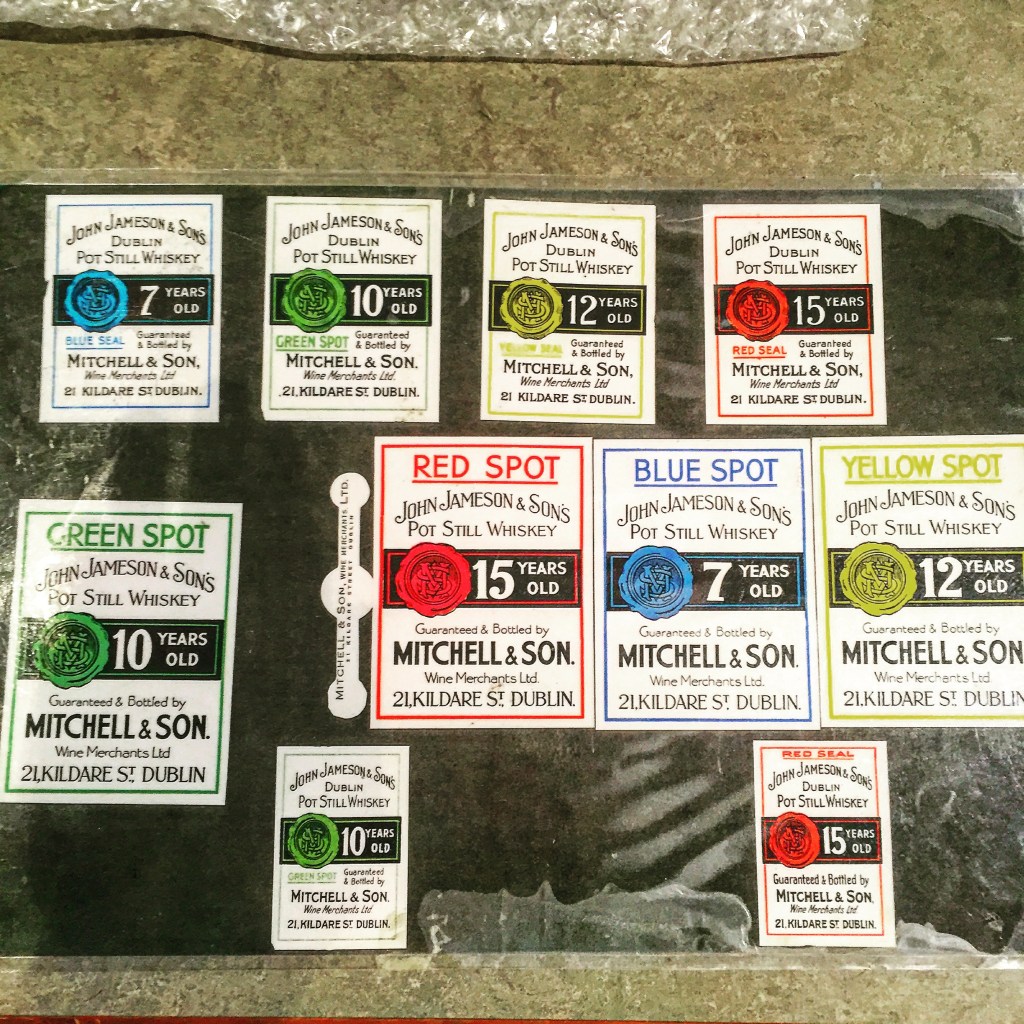 JOHN JAMESON & SON'S
DUBLIN
POT STILL WHISKEY
7 YEARS OLD
BLUE SEAL
Guaranteed
& Bottled by
MITCHELL & SON,
Wine Merchants Ltd.
21 KILDARE ST. DUBLIN.
JOHN JAMESON & SON'S
DUBLIN
POT STILL WHISKEY
10 YEARS OLD
GREEN SPOT
Guaranteed
& Bottled by
MITCHELL & SON.
Wine Merchants Ltd.
21, KILDARE ST. DUBLIN.
JOHN JAMESON & SON'S
DUBLIN
POT STILL WHISKEY
12 YEARS OLD
YELLOW SEAL
Guaranteed
& Bottled by
MITCHELL & SON,
Wine Merchants Ltd
21 KILDARE ST. DUBLIN.
JOHN JAMESON & SON'S
DUBLIN
POT STILL WHISKEY
15 YEARS OLD
RED SEAL
Guaranteed
& Bottled by
MITCHELL & SON,
Wine Merchants Ltd
21 KILDARE ST. DUBLIN.
GREEN SPOT
JOHN JAMESON & SON'S
POT STILL WHISKEY
10 YEARS OLD
Guaranteed & Bottled by
MITCHELL & SON.
Wine Merchants Ltd
21, KILDARE ST. DUBLIN
MITCHELL & SON, WINE MERCHANTS, LTD.
21 KILDARE STREET DUBLIN
RED SPOT
JOHN JAMESON & SON'S
POT STILL WHISKEY
15 YEARS OLD
Guaranteed & Bottled by
MITCHELL & SON.
Wine Merchants Ltd.
21, KILDARE ST. DUBLIN.
BLUE SPOT
JOHN JAMESON & SON'S
POT STILL WHISKEY
7 YEARS OLD
Guaranteed & Bottled by
MITCHELL & SON.
Wine Merchants Ltd.
21, KILDARE ST. DUBLIN.
YELLOW SPOT
JOHN JAMESON & SON'S
POT STILL WHISKEY
12 YEARS OLD
Guaranteed & Bottled by
MITCHELL & SON
Wine Merchants Ltd.
21, KILDARE ST. DUBLIN
JOHN JAMESON & SON'S
DUBLIN
POT STILL WHISKEY
10 YEARS OLD
GREEN SPOT
Guaranteed
& Bottled by
MITCHELL & SON.
Wine Merchants Ltd
21, KILDARE ST. DUBLIN.
RED SEAL
JOHN JAMESON & SON'S
DUBLIN
POT STILL WHISKEY
15 YEARS OLD
Guaranteed & Bottled by
MITCHELL & SON.
Wine Merchants Ltd.
21, KILDARE ST. DUBLIN.